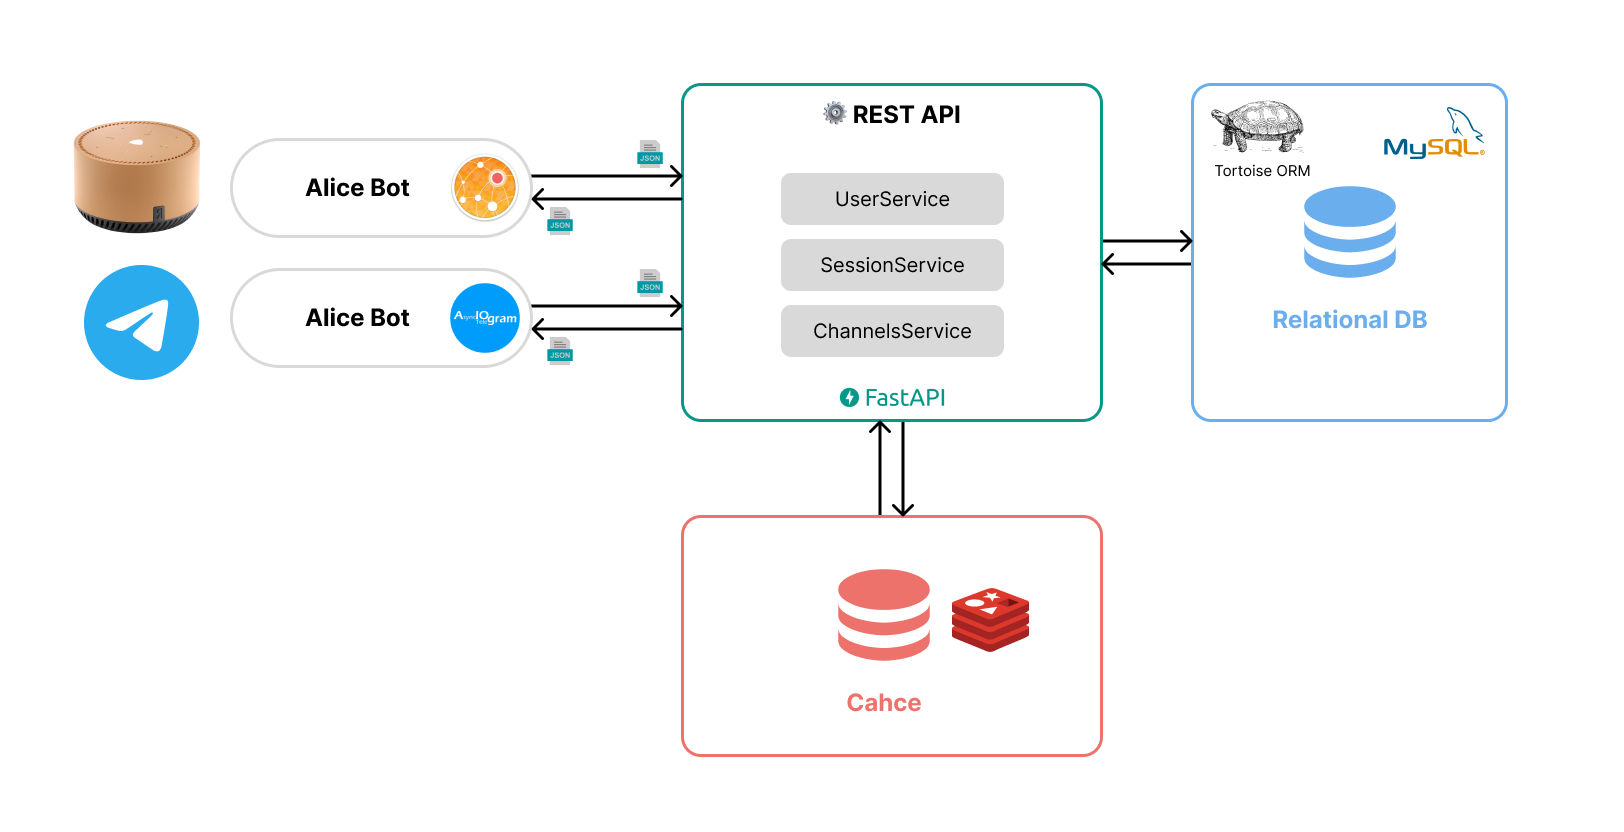 Alice Bot
JSON
JSON
Alice Bot
AsyncIOgram
Tele
JSON
JSON
REST API
UserService
SessionService
ChannelsService
FastAPI
Tortoise ORM
MySQL®
Relational DB
Cahce